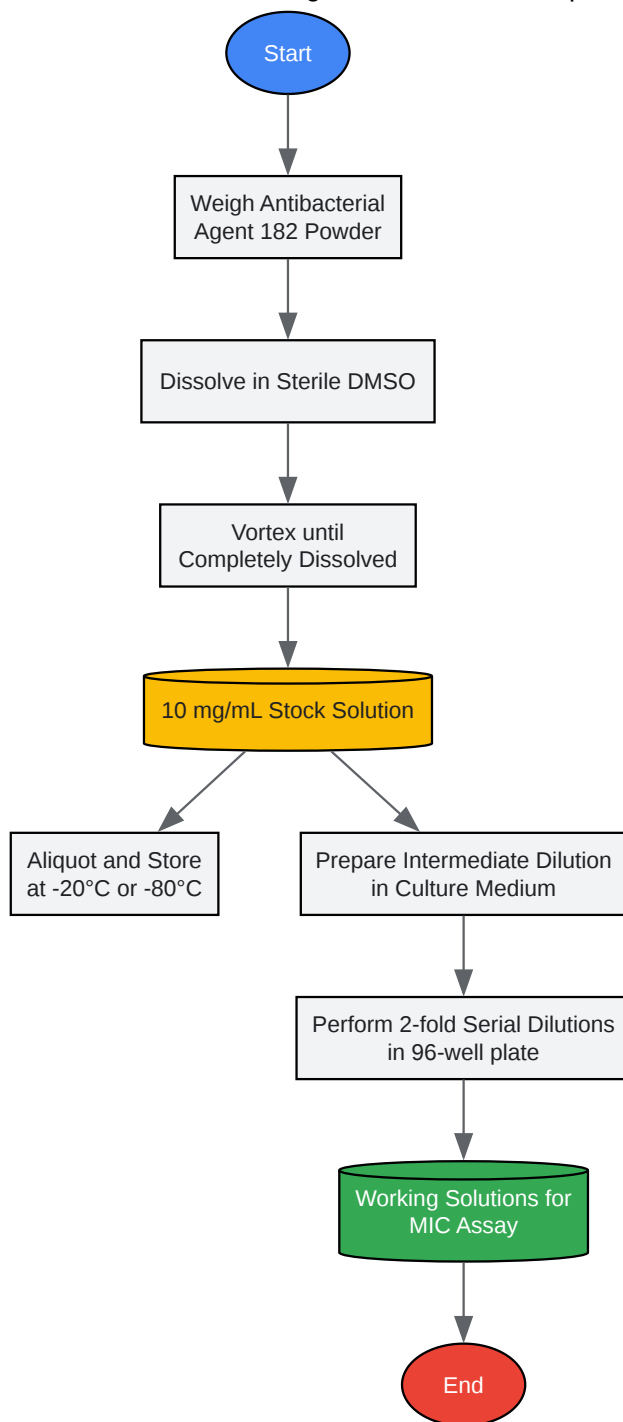 Start
Weigh Antibacterial
Agent 182 Powder
Dissolve in Sterile DMSO
Vortex until
Completely Dissolved
10 mg/mL Stock Solution
Aliquot and Store
at -20°C or -80°C
Prepare Intermediate Dilution
in Culture Medium
Perform 2-fold Serial Dilutions
in 96-well plate
Working Solutions for
MIC Assay
End